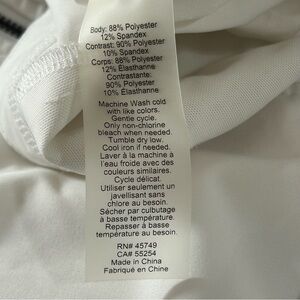 Body: 88% Polyester
12% Spandex
Contrast: 90% Polyester
10% Spandex
Corps: 88% Polyester
12% Élasthanne
Contrastante:
90% Polyester
10% Élasthanne
Machine Wash cold
with like colors.
Gentle cycle.
Only non-chlorine
bleach when needed.
Tumble dry low.
Cool iron if needed.
Laver à la machine à
l'eau froide avec des
couleurs similaires.
Cycle délicat.
Utiliser seulement un
javellisant sans
chlore au besoin.
Sécher par culbutage
à basse température.
Repasser à basse
température au besoin.
RN# 45749
CA# 55254
Made in China
Fabriqué en Chine